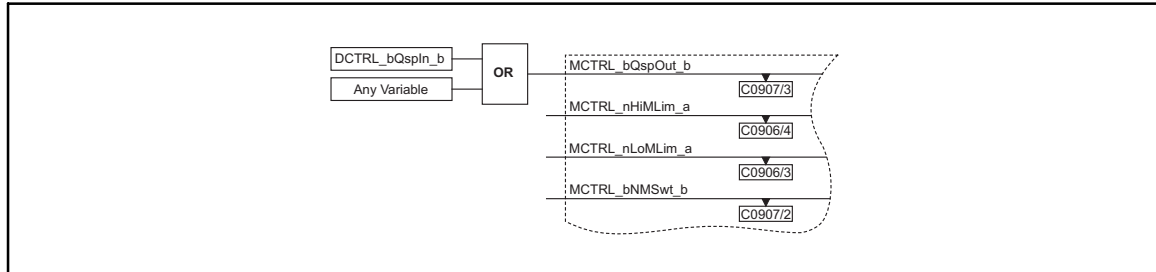 DCTRL_bQspIn_b
Any Variable
OR
MCTRL_bQspOut_b
C0907/3
MCTRL_nHiMLim_a
C0906/4
MCTRL_nLoMLim_a
C0906/3
MCTRL_bNMSwt_b
C0907/2